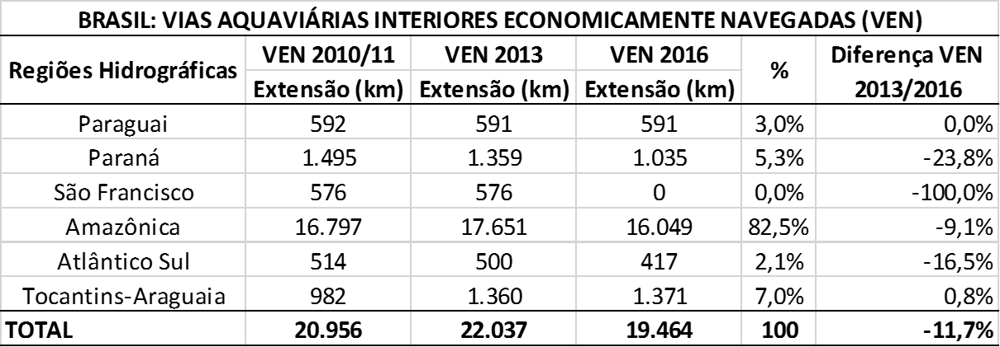 BRASIL: VIAS AQUAVIÁRIAS INTERIORES ECONOMICAMENTE NAVEGADAS (VEN)
Regiões Hidrográficas VEN 2010/11 VEN 2013 VEN 2016 % Diferença VEN 2013/2016
Extensão (km) Extensão (km) Extensão (km)
Paraguai 592 591 591 3,0% 0,0%
Paraná 1.495 1.359 1.035 5,3% -23,8%
São Francisco 576 576 0 0,0% -100,0%
Amazônica 16.797 17.651 16.049 82,5% -9,1%
Atlântico Sul 514 500 417 2,1% -16,5%
Tocantins-Araguaia 982 1.360 1.371 7,0% 0,8%
TOTAL 20.956 22.037 19.464 100 -11,7%